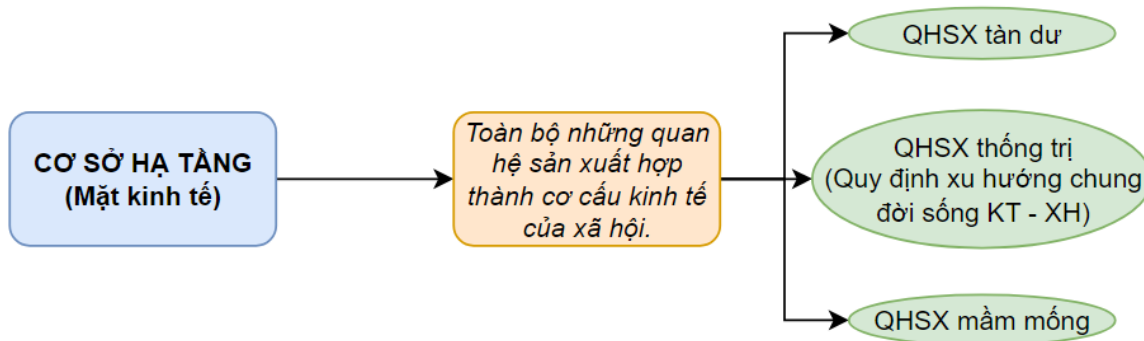 CƠ SỞ HẠ TẦNG
(Mặt kinh tế)
Toàn bộ những quan
hệ sản xuất hợp
thành cơ cấu kinh tế
của xã hội.
QHSX tàn dư
QHSX thống trị
(Quy định xu hướng chung
đời sống KT - XH)
QHSX mầm mống